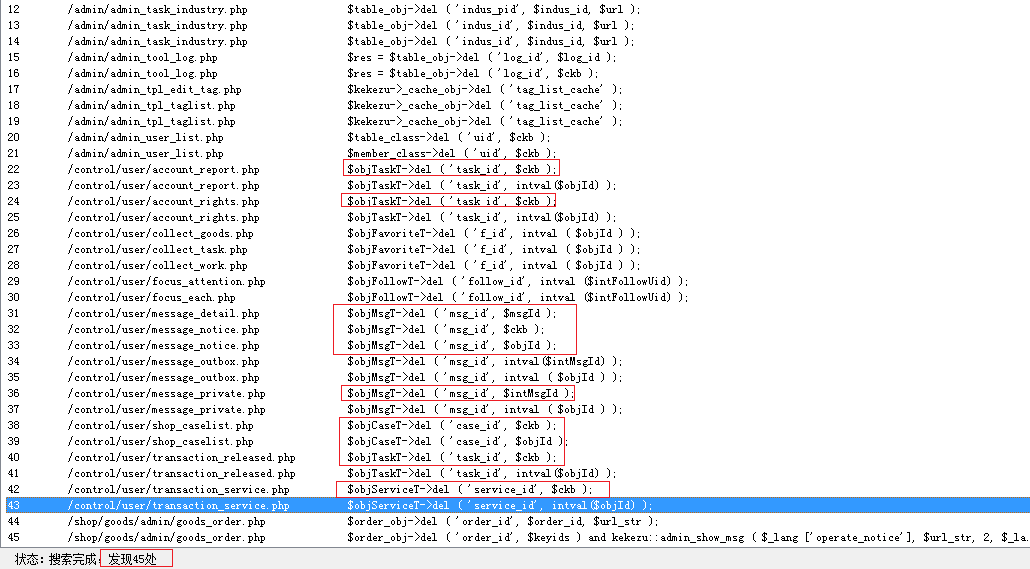 12 /admin/admin_task_industry.php $table_obj->del ( 'indus_pid', $indus_id, $url );
13 /admin/admin_task_industry.php $table_obj->del ( 'indus_id', $indus_id, $url );
14 /admin/admin_task_industry.php $table_obj->del ( 'indus_id', $indus_id, $url );
15 /admin/admin_tool_log.php $res = $table_obj->del ( 'log_id', $log_id );
16 /admin/admin_tool_log.php $res = $table_obj->del ( 'log_id', $ckb );
17 /admin/admin_tpl_edit_tag.php $kekezu->_cache_obj->del ( 'tag_list_cache' );
18 /admin/admin_tpl_taglist.php $kekezu->_cache_obj->del ( 'tag_list_cache' );
19 /admin/admin_tpl_taglist.php $kekezu->_cache_obj->del ( 'tag_list_cache' );
20 /admin/admin_user_list.php $table_class->del ( 'uid', $ckb );
21 /admin/admin_user_list.php $member_class->del ( 'uid', $ckb );
22 /control/user/account_report.php $objTaskT->del ( 'task_id', $ckb );
23 /control/user/account_report.php $objTaskT->del ( 'task_id', intval($objId) );
24 /control/user/account_rights.php $objTaskT->del ( 'task_id', $ckb );
25 /control/user/account_rights.php $objTaskT->del ( 'task_id', intval($objId) );
26 /control/user/collect_goods.php $objFavoriteT->del ( 'f_id', intval ( $objId ) );
27 /control/user/collect_task.php $objFavoriteT->del ( 'f_id', intval ( $objId ) );
28 /control/user/collect_work.php $objFavoriteT->del ( 'f_id', intval ( $objId ) );
29 /control/user/focus_attention.php $objFollowT->del ( 'follow_id', intval ($intFollowUid) );
30 /control/user/focus_each.php $objFollowT->del ( 'follow_id', intval ($intFollowUid) );
31 /control/user/message_detail.php $objMsgT->del ( 'msg_id', $msgId );
32 /control/user/message_notice.php $objMsgT->del ( 'msg_id', $ckb );
33 /control/user/message_notice.php $objMsgT->del ( 'msg_id', $objId );
34 /control/user/message_outbox.php $objMsgT->del ( 'msg_id', intval($intMsgId) );
35 /control/user/message_outbox.php $objMsgT->del ( 'msg_id', intval ( $objId ) );
36 /control/user/message_private.php $objMsgT->del ( 'msg_id', $intMsgId );
37 /control/user/message_private.php $objMsgT->del ( 'msg_id', intval ( $objId ) );
38 /control/user/shop_caselist.php $objCaseT->del ( 'case_id', $ckb );
39 /control/user/shop_caselist.php $objCaseT->del ( 'case_id', $objId );
40 /control/user/transaction_released.php $objTaskT->del ( 'task_id', $ckb );
41 /control/user/transaction_released.php $objTaskT->del ( 'task_id', intval($objId) );
42 /control/user/transaction_service.php $objServiceT->del ( 'service_id', $ckb );
43 /control/user/transaction_service.php $objServiceT->del ( 'service_id', intval($objId) );
44 /shop/goods/admin/goods_order.php $order_obj->del ( 'order_id', $order_id, $url_str );
45 /shop/goods/admin/goods_order.php $order_obj->del ( 'order_id', $keyids ) and kekezu::admin_show_msg ( $_lang ['operate_notice'], $url_str, 2, $_la.
状态：搜索完成，发现45处